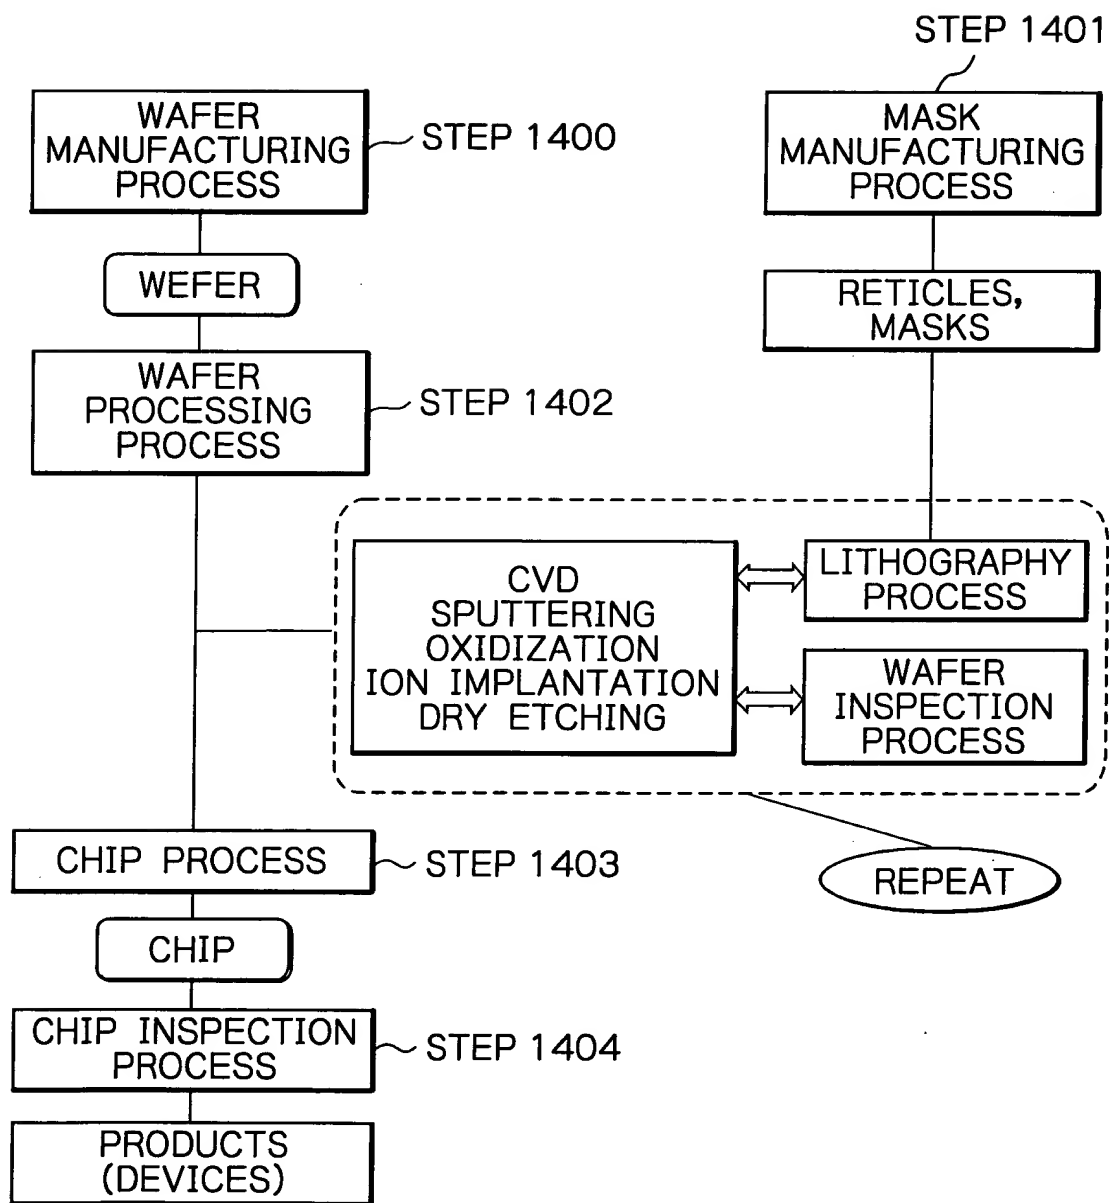 STEP 1401
WAFER
MANUFACTURING
PROCESS
STEP 1400
MASK
MANUFACTURING
PROCESS
WEFER
RETICLES,
MASKS
WAFER
PROCESSING
PROCESS
STEP 1402
CVD
SPUTTERING
OXIDIZATION
ION IMPLANTATION
DRY ETCHING
LITHOGRAPHY
PROCESS
WAFER
INSPECTION
PROCESS
CHIP PROCESS
STEP 1403
REPEAT
CHIP
CHIP INSPECTION
PROCESS
STEP 1404
PRODUCTS
(DEVICES)